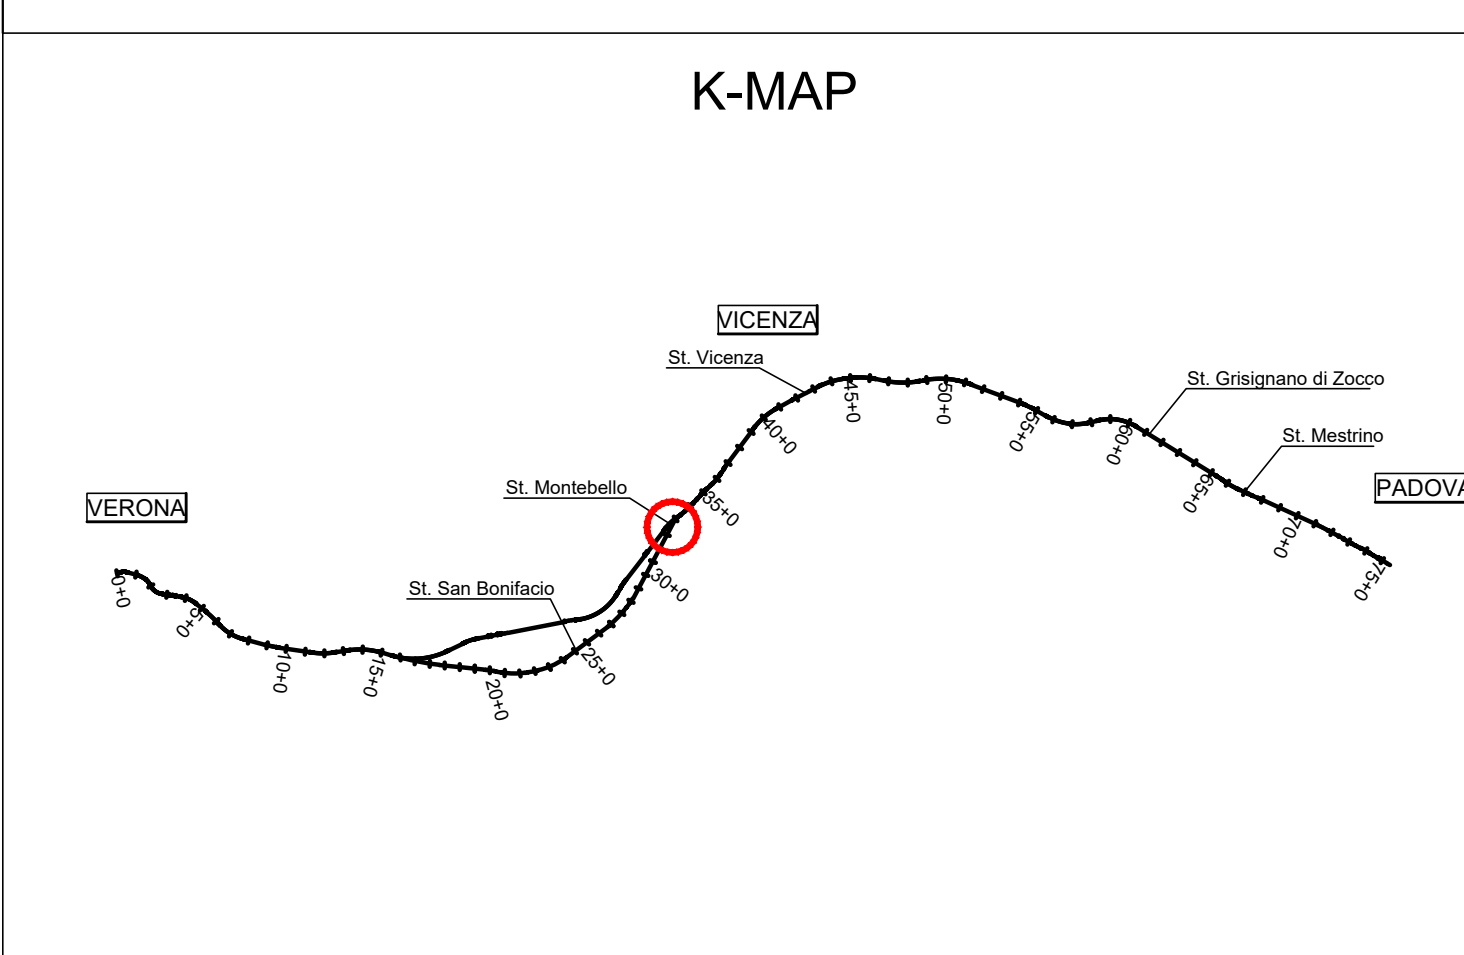 K-MAP
VICENZA
St. Vicenza
St. Grisignano di Zocco
St. Mestrino
PADOVA
St. Montebello
VERONA
St. San Bonifacio
0+0
5+0
10+0
15+0
20+0
25+0
30+0
35+0
40+0
45+0
50+0
55+0
60+0
65+0
70+0
75+0